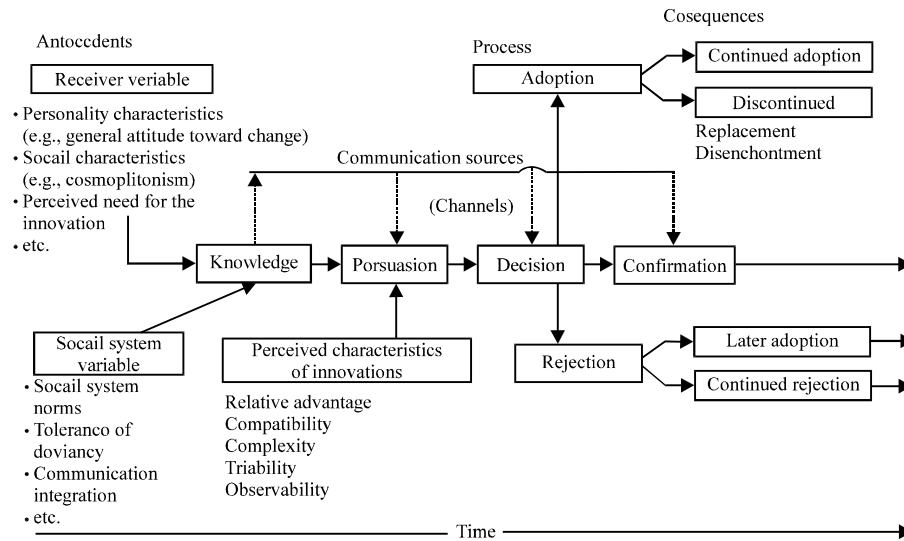 Cosequences
Antoccdents
Process
Receiver veriable
Adoption
Continued adoption
Discontinued
Replacement
Disenchontment
• Personality characteristics
(e.g., general attitude toward change)
• Socail characteristics
(e.g., cosmoplitonism)
• Perceived need for the
innovation
• etc.
Communication sources
(Channels)
Knowledge
Porsuasion
Decision
Confirmation
Socail system
variable
• Socail system
norms
• Toleranco of
doviancy
• Communication
integration
• etc.
Perceived characteristics
of innovations
Relative advantage
Compatibility
Complexity
Triability
Observability
Rejection
Later adoption
Continued rejection
Time